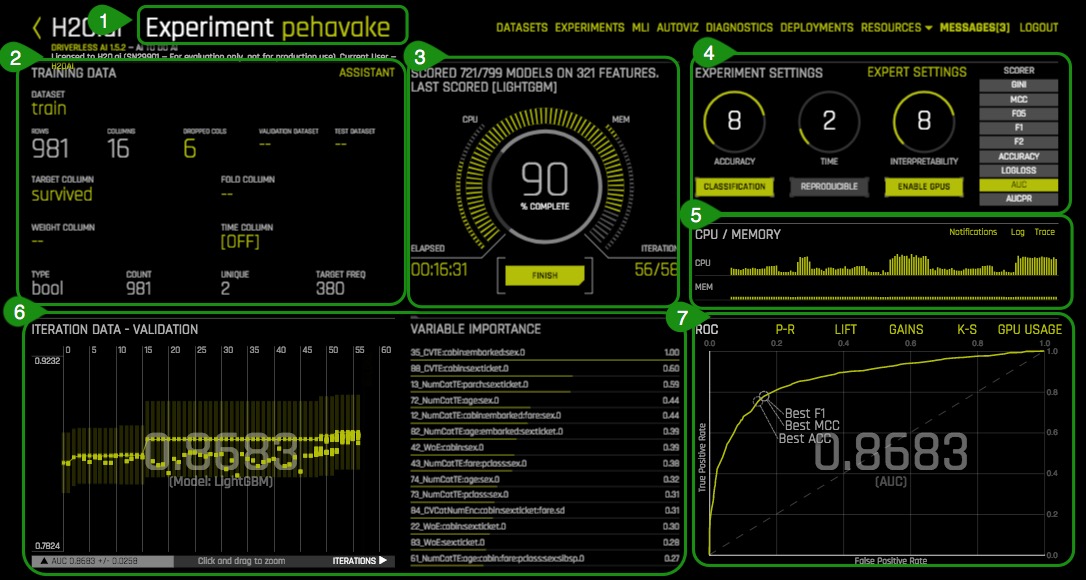 1
H2O.ai
Experiment pehavake
DATASETS EXPERIMENTS MLI AUTOVIZ DIAGNOSTICS DEPLOYMENTS RESOURCES MESSAGES[3] LOGOUT
DRIVERLESS AI 1.5.2 – AI TO DO AI
Licensed to H2O.ai (SN28901) — For evaluation only, not for production use). Current User —
H2OAI
2
TRAINING DATA
ASSISTANT
DATASET
train
ROWS COLUMNS DROPPED COLS VALIDATION DATASET TEST DATASET
981 16 6 -- --
TARGET COLUMN FOLD COLUMN
survived --
WEIGHT COLUMN TIME COLUMN
-- [OFF]
TYPE COUNT UNIQUE TARGET FREQ
bool 981 2 380
3
SCORED 721/799 MODELS ON 321 FEATURES.
LAST SCORED [LIGHTGBM]
CPU MEM
90
% COMPLETE
ELAPSED ITERATION
00:16:31 56/56
FINISH
4
EXPERIMENT SETTINGS EXPERT SETTINGS
8 2 8
ACCURACY TIME INTERPRETABILITY
CLASSIFICATION REPRODUCIBLE ENABLE GPUS
SCORER
GINI
MCC
F05
F1
F2
ACCURACY
LOGLOSS
AUC
AUCPR
5
CPU / MEMORY Notifications Log Trace
CPU
MEM
6
ITERATION DATA - VALIDATION
0 5 10 15 20 25 30 35 40 45 50 55 60
0.9232
0.8683
(Model: LightGBM)
0.7824
▲ AUC 0.8683 +/- 0.0259 Click and drag to zoom ITERATIONS ▶
VARIABLE IMPORTANCE
35_CVTE:cabin:embarked:sex.0 1.00
88_CVTE:cabin:sex:ticket.0 0.60
13_NumCatTE:parch:sex:ticket.0 0.59
72_NumCatTE:age:sex.0 0.44
12_NumCatTE:cabin:embarked:fare:sex.0 0.44
82_NumCatTE:age:embarked:sex:ticket.0 0.39
42_WoE:cabin:sex.0 0.39
43_NumCatTE:fare:pclass:sex.0 0.38
74_NumCatTE:age:sex.0 0.32
73_NumCatTE:pclass:sex.0 0.31
84_CVCatNumEnc:cabin:sex:ticket:fare.sd 0.31
22_WoE:cabin:sex:ticket.0 0.30
83_WoE:sex:ticket.0 0.28
61_NumCatTE:age:cabin:fare:pclass:sex:sibsp.0 0.27
7
ROC P-R LIFT GAINS K-S GPU USAGE
0.0 0.2 0.4 0.6 0.8 1.0
1.0
0.8
0.6
0.4
0.2
0.0
Best F1
Best MCC
Best ACC
0.8683
(AUC)
True Positive Rate
False Positive Rate